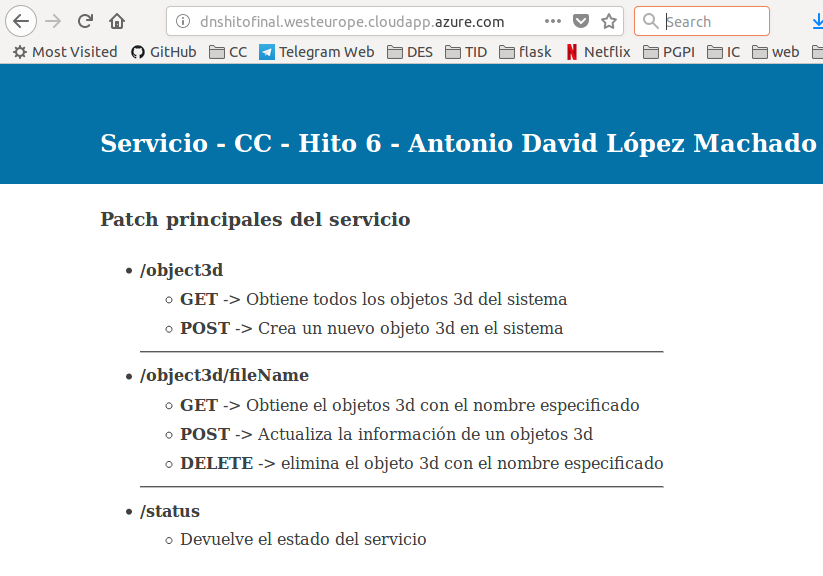 dnshitofinal.westeurope.cloudapp.azure.com
Search
Most Visited GitHub CC Telegram Web DES TID flask Netflix PGPI IC web
Servicio - CC - Hito 6 - Antonio David López Machado
Patch principales del servicio
/object3d
GET -> Obtiene todos los objetos 3d del sistema
POST -> Crea un nuevo objeto 3d en el sistema
/object3d/fileName
GET -> Obtiene el objetos 3d con el nombre especificado
POST -> Actualiza la información de un objetos 3d
DELETE -> elimina el objeto 3d con el nombre especificado
/status
Devuelve el estado del servicio